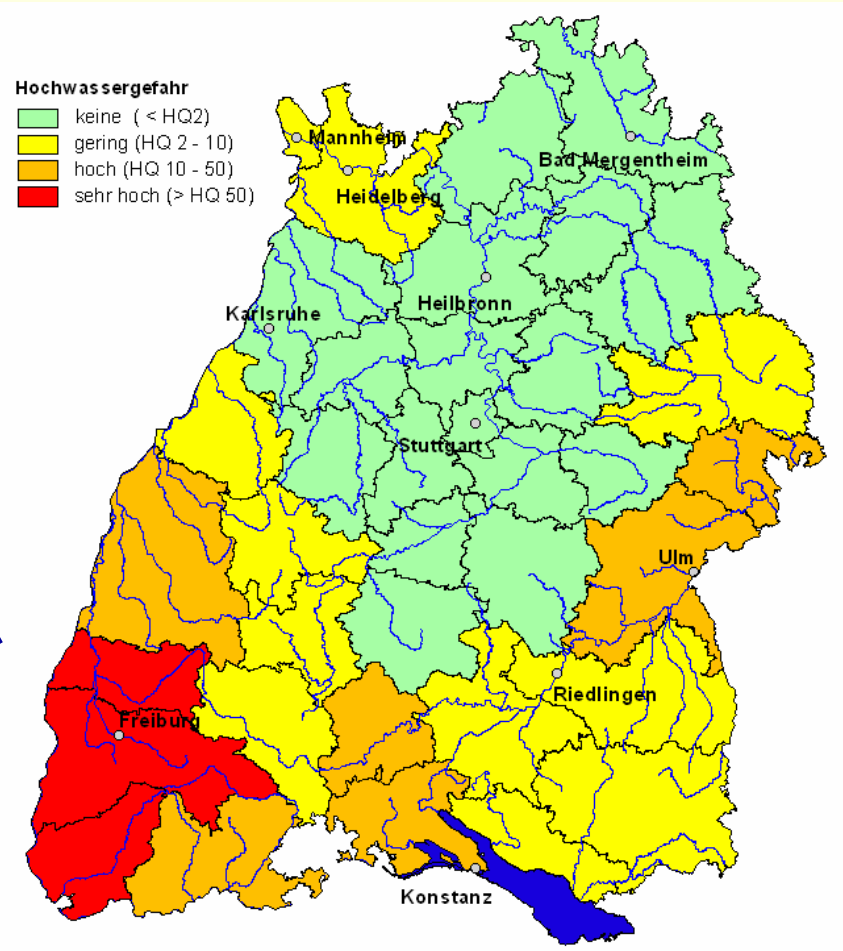 Hochwassergefahr
keine ( < HQ2)
gering (HQ 2 - 10)
hoch (HQ 10 - 50)
sehr hoch (> HQ 50)
Mannheim
Bad Mergentheim
Heidelberg
Heilbronn
Karlsruhe
Stuttgart
Ulm
Riedlingen
Freiburg
Konstanz